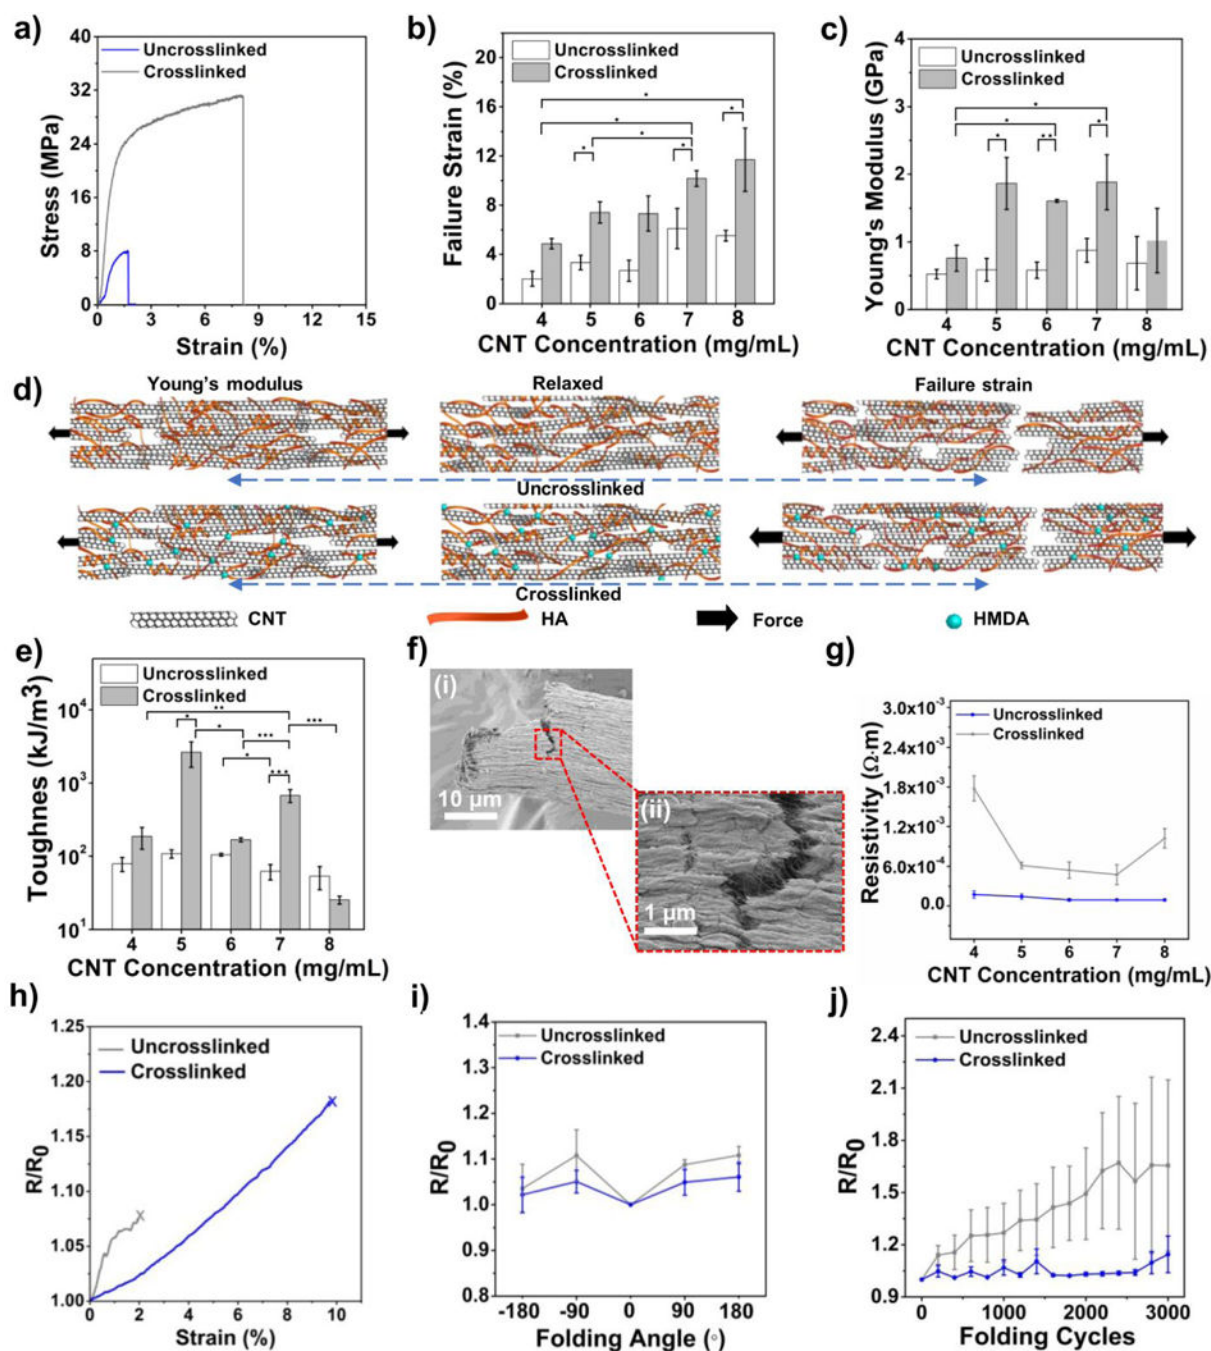 a)
Stress (MPa)
40
32
24
16
8
0
Uncrosslinked
Crosslinked
0 3 6 9 12 15
Strain (%)
b)
Failure Strain (%)
20
16
12
8
4
0
Uncrosslinked
Crosslinked
* * * * * *
4 5 6 7 8
CNT Concentration (mg/mL)
c)
Young's Modulus (GPa)
4
3
2
1
0
Uncrosslinked
Crosslinked
* * * ** *
4 5 6 7 8
CNT Concentration (mg/mL)
d)
Young's modulus Relaxed Failure strain
Uncrosslinked
Crosslinked
CNT HA Force HMDA
e)
Toughnes (kJ/m³)
10⁴
10³
10²
10¹
Uncrosslinked
Crosslinked
** * * *** *** * ***
4 5 6 7 8
CNT Concentration (mg/mL)
f)
(i)
10 µm
(ii)
1 µm
g)
Resistivity (Ω·m)
3.0x10⁻³
2.4x10⁻³
1.8x10⁻³
1.2x10⁻³
6.0x10⁻⁴
0.0
Uncrosslinked
Crosslinked
4 5 6 7 8
CNT Concentration (mg/mL)
h)
R/R₀
1.25
1.20
1.15
1.10
1.05
1.00
Uncrosslinked
Crosslinked
0 2 4 6 8 10
Strain (%)
i)
R/R₀
1.4
1.3
1.2
1.1
1.0
0.9
0.8
Uncrosslinked
Crosslinked
-180 -90 0 90 180
Folding Angle (○)
j)
R/R₀
2.4
2.1
1.8
1.5
1.2
0.9
Uncrosslinked
Crosslinked
0 1000 2000 3000
Folding Cycles